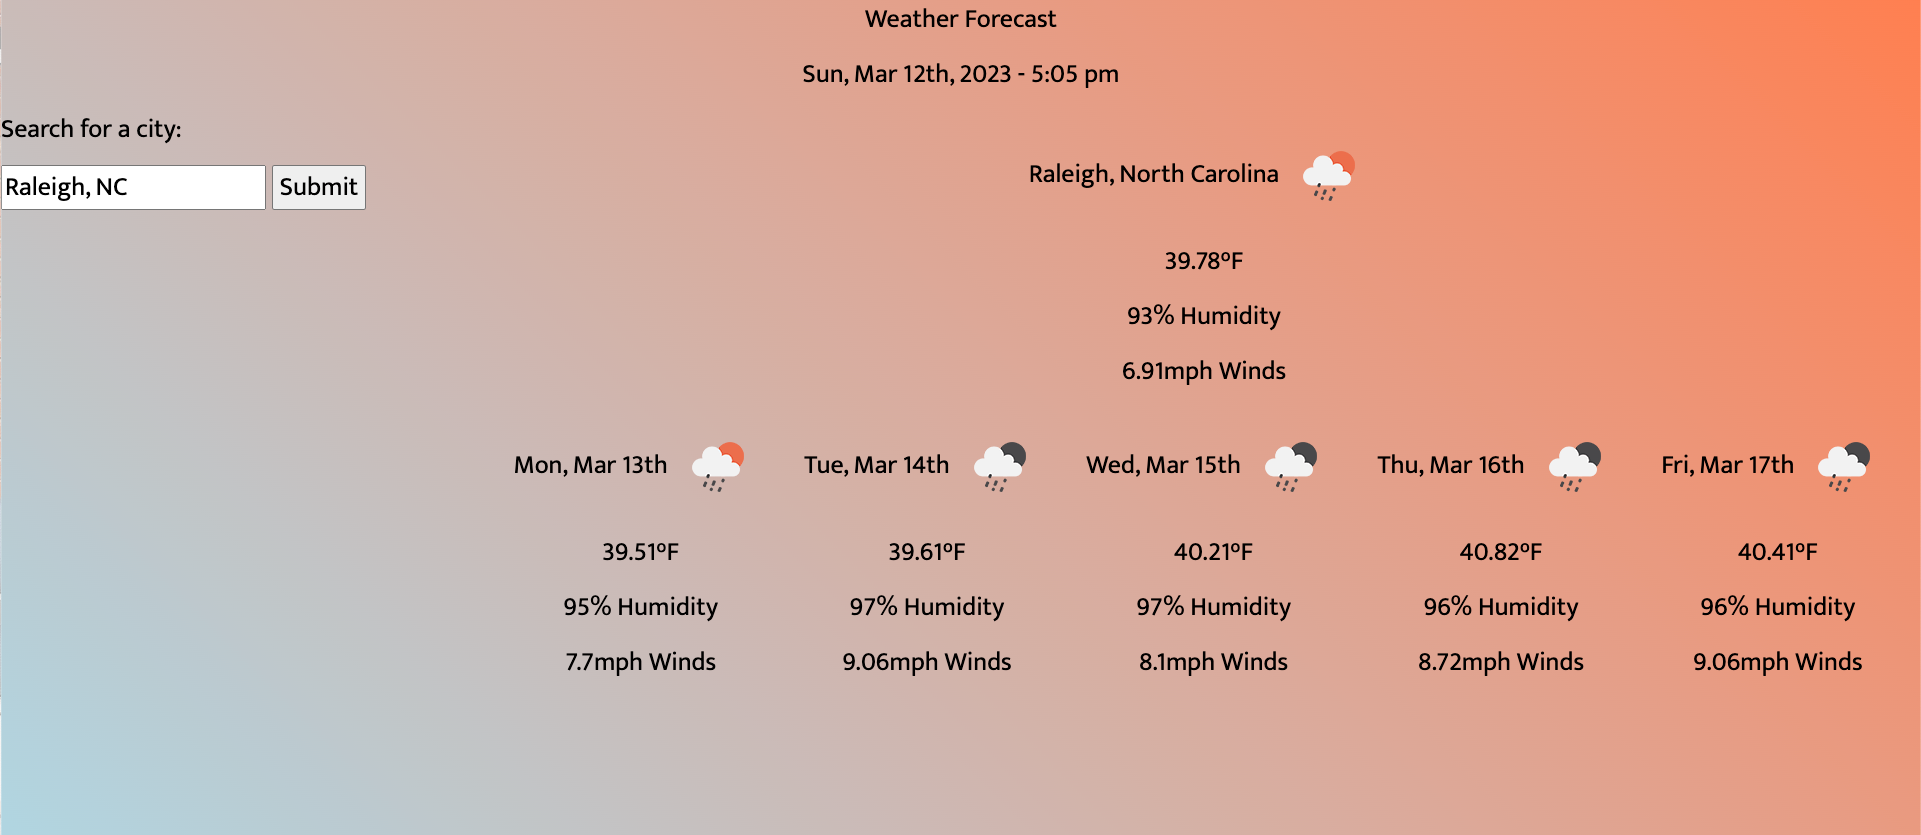 Weather Forecast
Sun, Mar 12th, 2023 - 5:05 pm
Search for a city:
Raleigh, NC Submit
Raleigh, North Carolina
39.78ºF
93% Humidity
6.91mph Winds
Mon, Mar 13th
39.51ºF
95% Humidity
7.7mph Winds
Tue, Mar 14th
39.61ºF
97% Humidity
9.06mph Winds
Wed, Mar 15th
40.21ºF
97% Humidity
8.1mph Winds
Thu, Mar 16th
40.82ºF
96% Humidity
8.72mph Winds
Fri, Mar 17th
40.41ºF
96% Humidity
9.06mph Winds